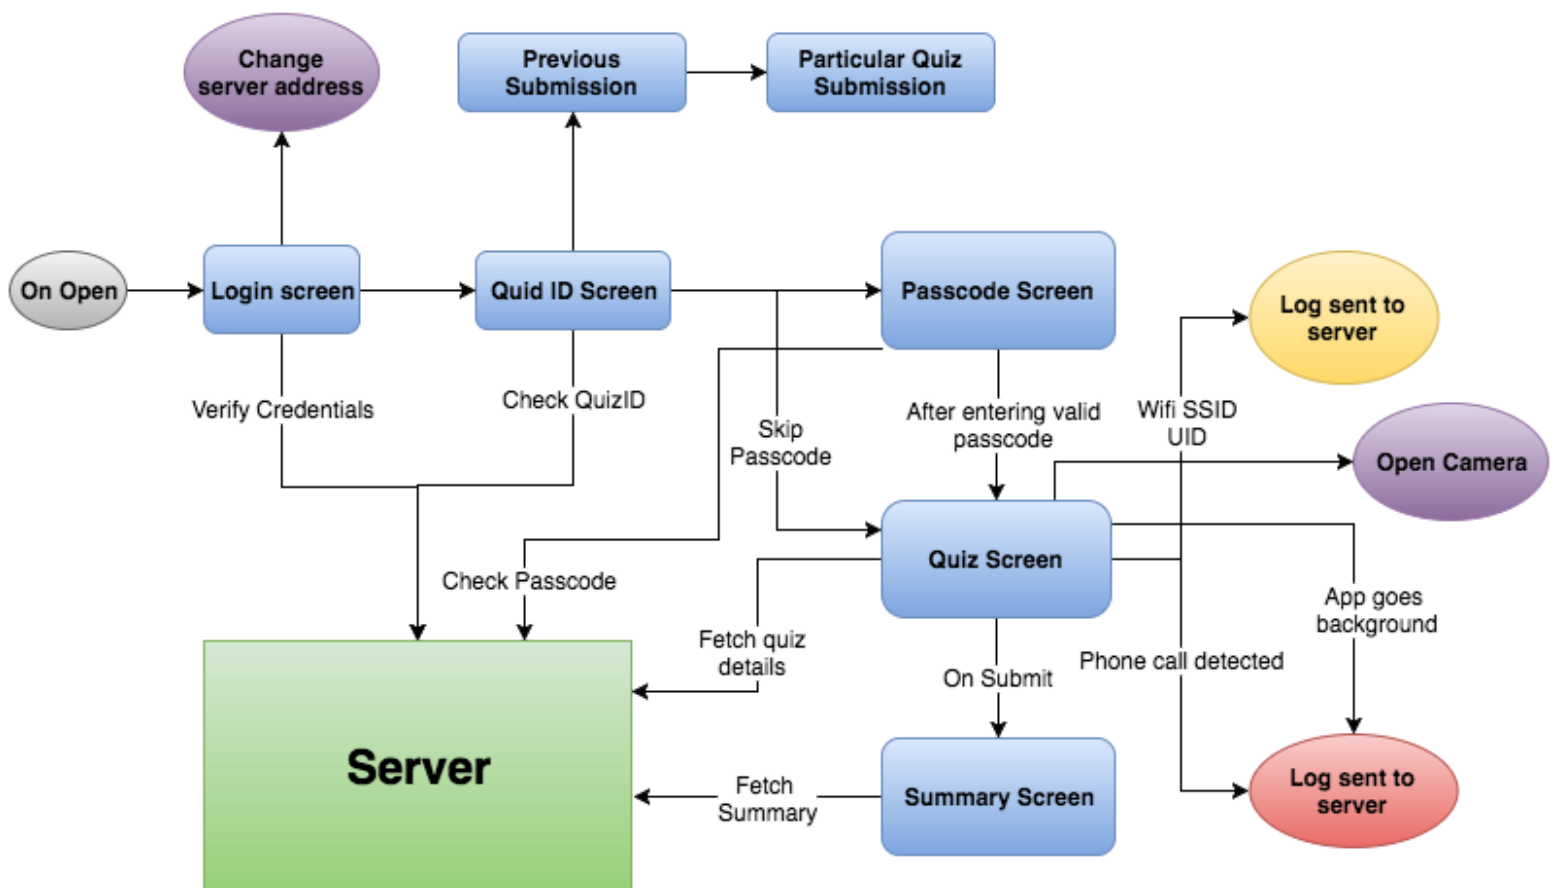 Change
server address
Previous
Submission
Particular Quiz
Submission
On Open
Login screen
Quid ID Screen
Passcode Screen
Log sent to
server
Verify Credentials
Check QuizID
Skip
Passcode
After entering valid
passcode
Wifi SSID
UID
Open Camera
Quiz Screen
Check Passcode
Fetch quiz
details
App goes
background
On Submit
Phone call detected
Server
Fetch
Summary
Summary Screen
Log sent to
server